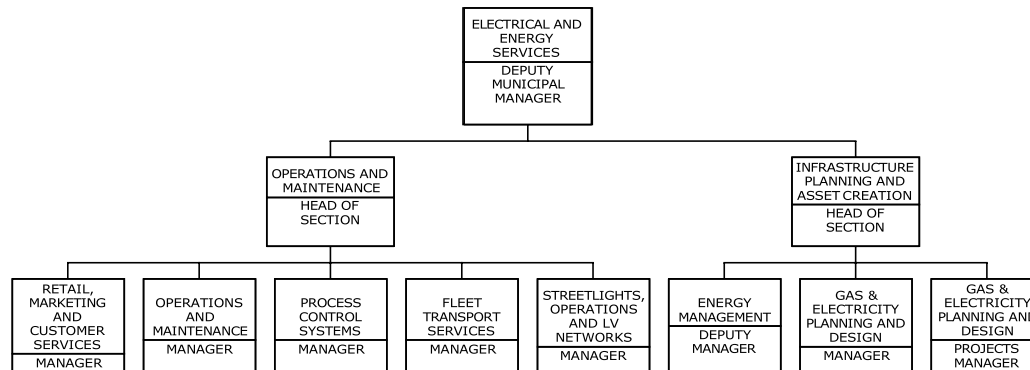 ELECTRICAL AND
ENERGY
SERVICES
DEPUTY
MUNICIPAL
MANAGER
OPERATIONS AND
MAINTENANCE
HEAD OF
SECTION
INFRASTRUCTURE
PLANNING AND
ASSET CREATION
HEAD OF
SECTION
RETAIL,
MARKETING
AND
CUSTOMER
SERVICES
MANAGER
OPERATIONS
AND
MAINTENANCE
MANAGER
PROCESS
CONTROL
SYSTEMS
MANAGER
FLEET
TRANSPORT
SERVICES
MANAGER
STREETLIGHTS,
OPERATIONS
AND LV
NETWORKS
MANAGER
ENERGY
MANAGEMENT
DEPUTY
MANAGER
GAS &
ELECTRICITY
PLANNING AND
DESIGN
MANAGER
GAS &
ELECTRICITY
PLANNING AND
DESIGN
PROJECTS
MANAGER